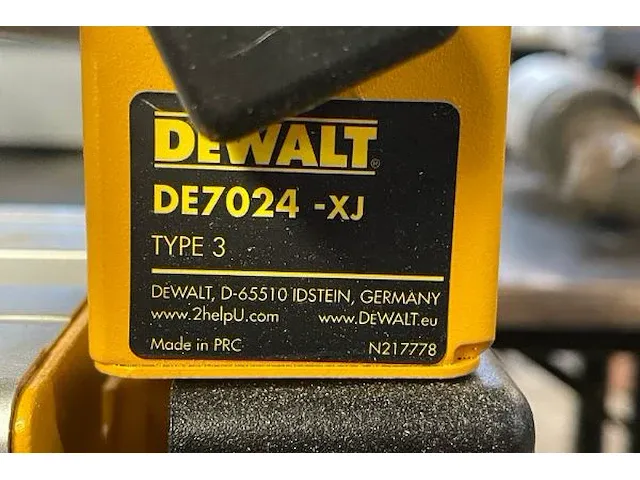 DEWALT®
DE7024 -XJ
TYPE 3
DEWALT, D-65510 IDSTEIN, GERMANY
www.2helpU.com www.DEWALT.eu
Made in PRC N217778